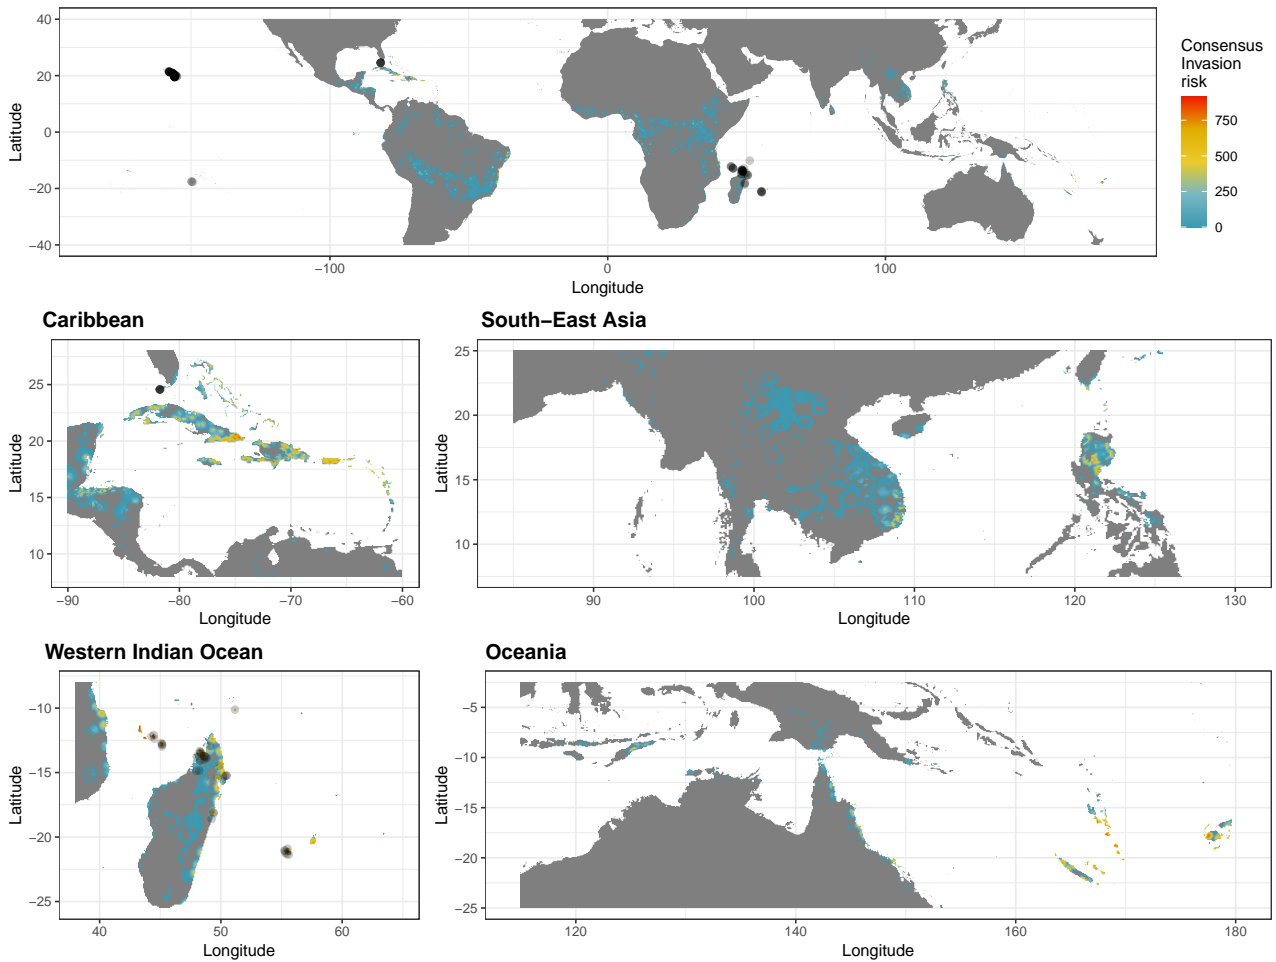 40
20
0
−20
−40
Latitude
−100
0
100
Longitude
Consensus
Invasion
risk
750
500
250
0
Caribbean
25
20
15
10
Latitude
−90
−80
−70
−60
Longitude
South−East Asia
25
20
15
10
Latitude
90
100
110
120
130
Longitude
Western Indian Ocean
−10
−15
−20
−25
Latitude
40
50
60
Longitude
Oceania
−5
−10
−15
−20
−25
Latitude
120
140
160
180
Longitude